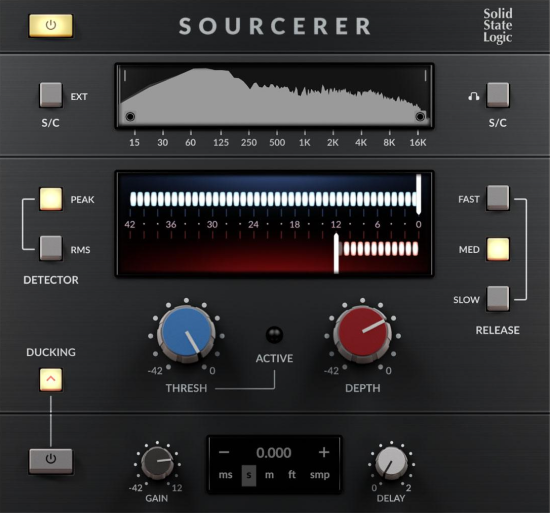 SOURCERER
Solid
State
Logic
EXT
S/C
S/C
15 30 60 125 250 500 1K 2K 4K 8K 16K
PEAK
RMS
DETECTOR
42 36 30 24 18 12 6 0
FAST
MED
SLOW
RELEASE
-42 0
THRESH
ACTIVE
-42 0
DEPTH
DUCKING
-42 12
GAIN
− 0.000 +
ms s m ft smp
0 2
DELAY